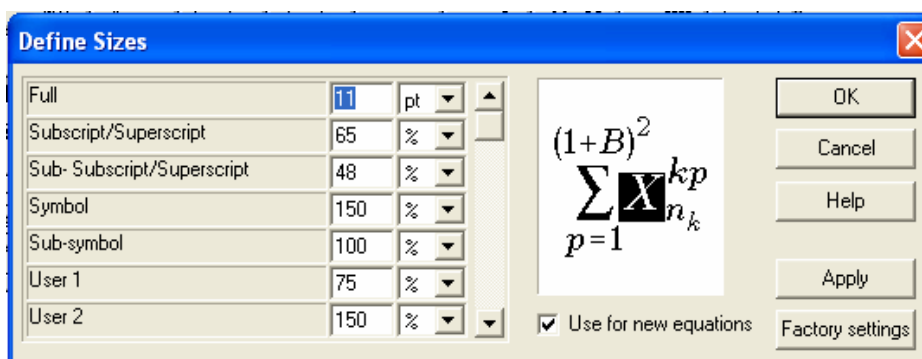 Define Sizes
Full 11 pt
Subscript/Superscript 65 %
Sub- Subscript/Superscript 48 %
Symbol 150 %
Sub-symbol 100 %
User 1 75 %
User 2 150 %
(1+B)²
∑ X kp n k
p=1
Use for new equations
OK
Cancel
Help
Apply
Factory settings